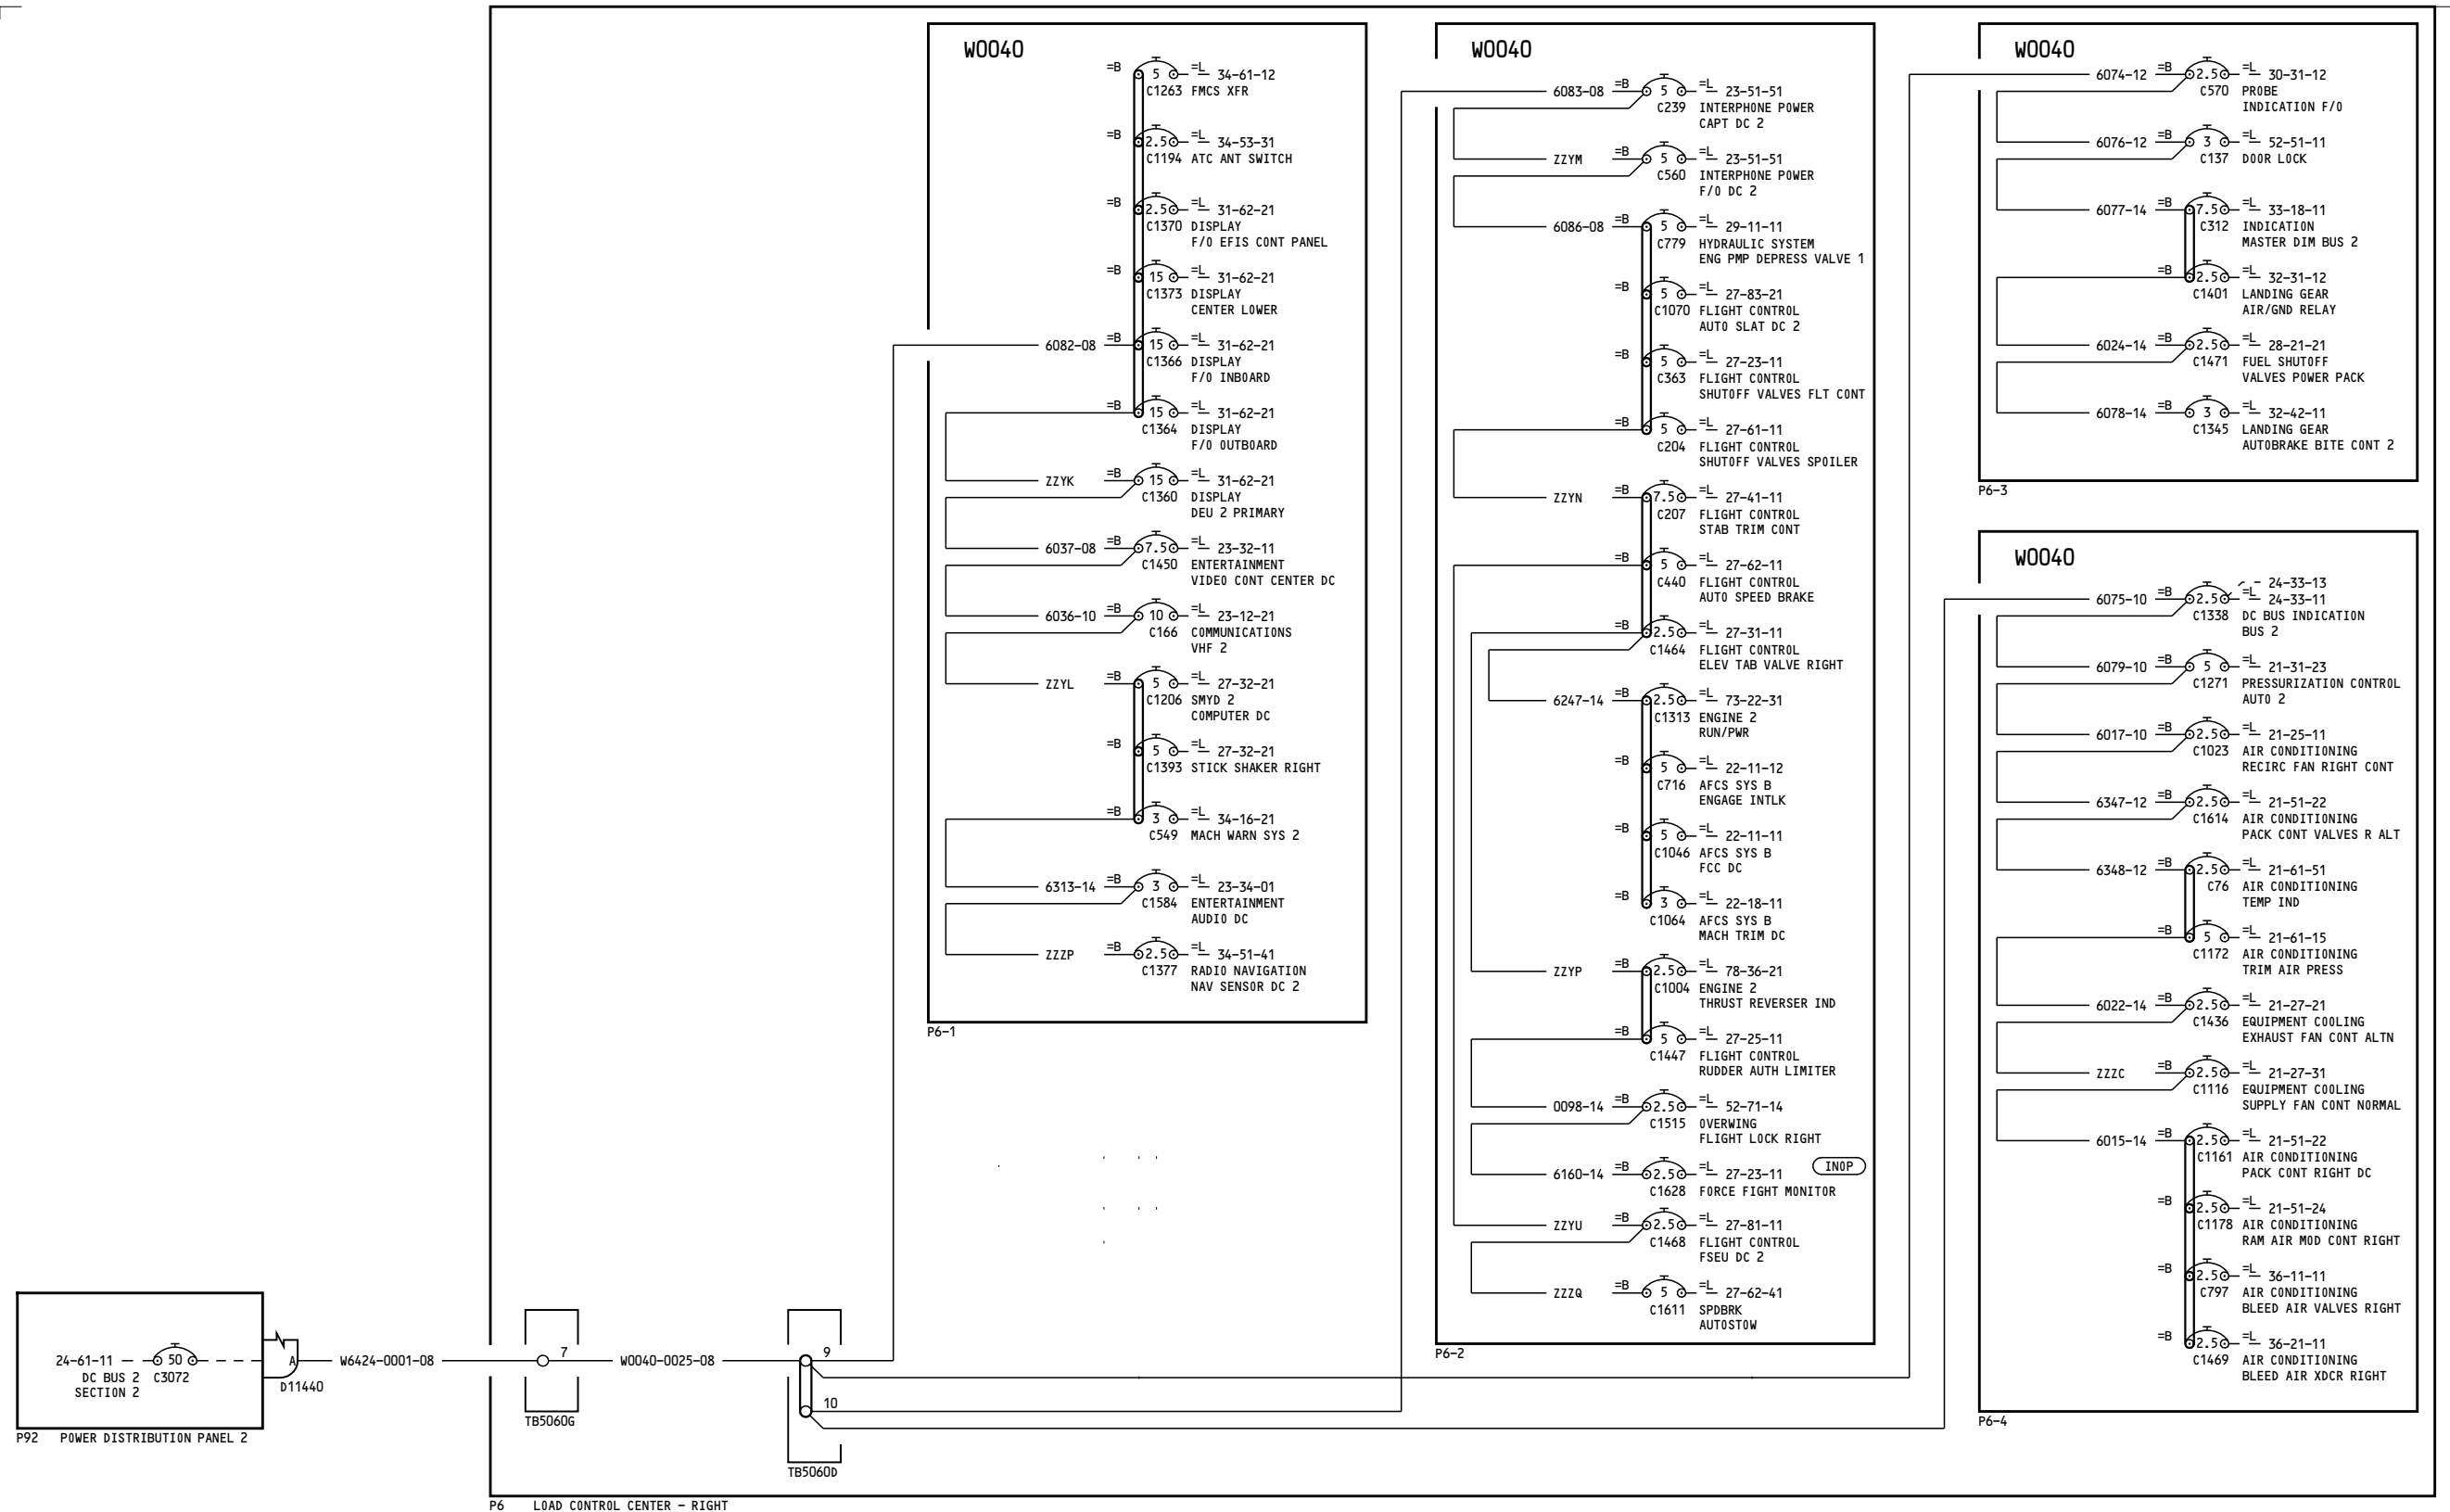 W0040
=B 5 =L 34-61-12
C1263 FMCS XFR
=B 2.5 =L 34-53-31
C1194 ATC ANT SWITCH
=B 2.5 =L 31-62-21
C1370 DISPLAY
F/O EFIS CONT PANEL
=B 15 =L 31-62-21
C1373 DISPLAY
CENTER LOWER
6082-08 =B 15 =L 31-62-21
C1366 DISPLAY
F/O INBOARD
=B 15 =L 31-62-21
C1364 DISPLAY
F/O OUTBOARD
ZZYK =B 15 =L 31-62-21
C1360 DISPLAY
DEU 2 PRIMARY
6037-08 =B 7.5 =L 23-32-11
C1450 ENTERTAINMENT
VIDEO CONT CENTER DC
6036-10 =B 10 =L 23-12-21
C166 COMMUNICATIONS
VHF 2
ZZYL =B 5 =L 27-32-21
C1206 SMYD 2
COMPUTER DC
=B 5 =L 27-32-21
C1393 STICK SHAKER RIGHT
=B 3 =L 34-16-21
C549 MACH WARN SYS 2
6313-14 =B 3 =L 23-34-01
C1584 ENTERTAINMENT
AUDIO DC
ZZZP =B 2.5 =L 34-51-41
C1377 RADIO NAVIGATION
NAV SENSOR DC 2
P6-1
W0040
6083-08 =B 5 =L 23-51-51
C239 INTERPHONE POWER
CAPT DC 2
ZZYM =B 5 =L 23-51-51
C560 INTERPHONE POWER
F/O DC 2
6086-08 =B 5 =L 29-11-11
C779 HYDRAULIC SYSTEM
ENG PMP DEPRESS VALVE 1
=B 5 =L 27-83-21
C1070 FLIGHT CONTROL
AUTO SLAT DC 2
=B 5 =L 27-23-11
C363 FLIGHT CONTROL
SHUTOFF VALVES FLT CONT
=B 5 =L 27-61-11
C204 FLIGHT CONTROL
SHUTOFF VALVES SPOILER
ZZYN =B 7.5 =L 27-41-11
C207 FLIGHT CONTROL
STAB TRIM CONT
=B 5 =L 27-62-11
C440 FLIGHT CONTROL
AUTO SPEED BRAKE
=B 2.5 =L 27-31-11
C1464 FLIGHT CONTROL
ELEV TAB VALVE RIGHT
6247-14 =B 2.5 =L 73-22-31
C1313 ENGINE 2
RUN/PWR
=B 5 =L 22-11-12
C716 AFCS SYS B
ENGAGE INTLK
=B 5 =L 22-11-11
C1046 AFCS SYS B
FCC DC
=B 3 =L 22-18-11
C1064 AFCS SYS B
MACH TRIM DC
ZZYP =B 2.5 =L 78-36-21
C1004 ENGINE 2
THRUST REVERSER IND
=B 5 =L 27-25-11
C1447 FLIGHT CONTROL
RUDDER AUTH LIMITER
0098-14 =B 2.5 =L 52-71-14
C1515 OVERWING
FLIGHT LOCK RIGHT
INOP
6160-14 =B 2.5 =L 27-23-11
C1628 FORCE FIGHT MONITOR
ZZYU =B 2.5 =L 27-81-11
C1468 FLIGHT CONTROL
FSEU DC 2
ZZZQ =B 5 =L 27-62-41
C1611 SPDBRK
AUTOSTOW
P6-2
W0040
6074-12 =B 2.5 =L 30-31-12
C570 PROBE
INDICATION F/O
6076-12 =B 3 =L 52-51-11
C137 DOOR LOCK
6077-14 =B 7.5 =L 33-18-11
C312 INDICATION
MASTER DIM BUS 2
=B 2.5 =L 32-31-12
C1401 LANDING GEAR
AIR/GND RELAY
6024-14 =B 2.5 =L 28-21-21
C1471 FUEL SHUTOFF
VALVES POWER PACK
6078-14 =B 3 =L 32-42-11
C1345 LANDING GEAR
AUTOBRAKE BITE CONT 2
P6-3
W0040
24-33-13
6075-10 =B 2.5 =L 24-33-11
C1338 DC BUS INDICATION
BUS 2
6079-10 =B 5 =L 21-31-23
C1271 PRESSURIZATION CONTROL
AUTO 2
6017-10 =B 2.5 =L 21-25-11
C1023 AIR CONDITIONING
RECIRC FAN RIGHT CONT
6347-12 =B 2.5 =L 21-51-22
C1614 AIR CONDITIONING
PACK CONT VALVES R ALT
6348-12 =B 2.5 =L 21-61-51
C76 AIR CONDITIONING
TEMP IND
=B 5 =L 21-61-15
C1172 AIR CONDITIONING
TRIM AIR PRESS
6022-14 =B 2.5 =L 21-27-21
C1436 EQUIPMENT COOLING
EXHAUST FAN CONT ALTN
ZZZC =B 2.5 =L 21-27-31
C1116 EQUIPMENT COOLING
SUPPLY FAN CONT NORMAL
6015-14 =B 2.5 =L 21-51-22
C1161 AIR CONDITIONING
PACK CONT RIGHT DC
=B 2.5 =L 21-51-24
C1178 AIR CONDITIONING
RAM AIR MOD CONT RIGHT
=B 2.5 =L 36-11-11
C797 AIR CONDITIONING
BLEED AIR VALVES RIGHT
=B 2.5 =L 36-21-11
C1469 AIR CONDITIONING
BLEED AIR XDCR RIGHT
P6-4
24-61-11 50 A W6424-0001-08 7 W0040-0025-08 9
DC BUS 2 C3072
SECTION 2
D11440
10
TB5060G
P92 POWER DISTRIBUTION PANEL 2
TB5060D
P6 LOAD CONTROL CENTER - RIGHT